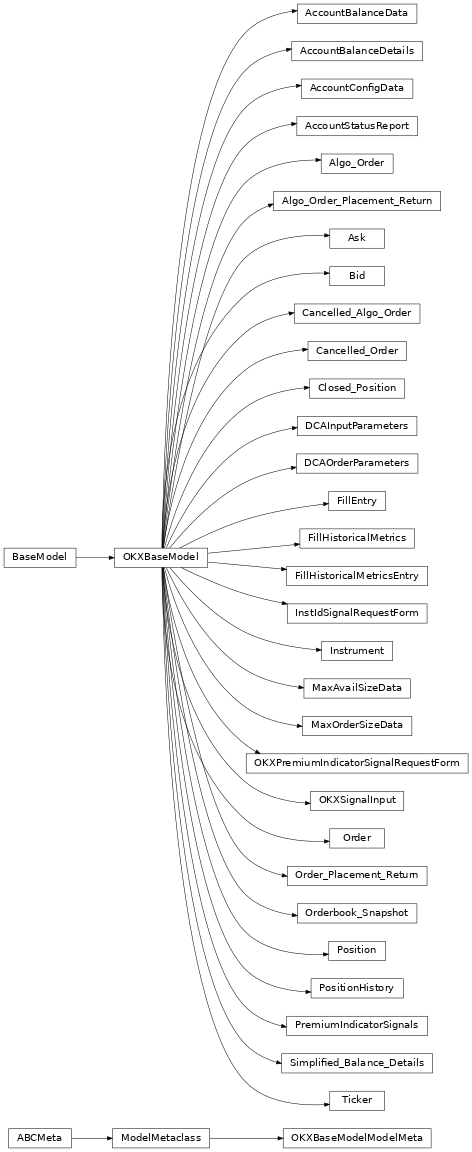 AccountBalanceData
AccountBalanceDetails
AccountConfigData
AccountStatusReport
Algo_Order
Algo_Order_Placement_Return
Ask
Bid
Cancelled_Algo_Order
Cancelled_Order
Closed_Position
DCAInputParameters
DCAOrderParameters
FillEntry
FillHistoricalMetrics
BaseModel
OKXBaseModel
FillHistoricalMetricsEntry
InstIdSignalRequestForm
Instrument
MaxAvailSizeData
MaxOrderSizeData
OKXPremiumIndicatorSignalRequestForm
OKXSignalInput
Order
Order_Placement_Return
Orderbook_Snapshot
Position
PositionHistory
PremiumIndicatorSignals
Simplified_Balance_Details
Ticker
ABCMeta
ModelMetaclass
OKXBaseModelModelMeta